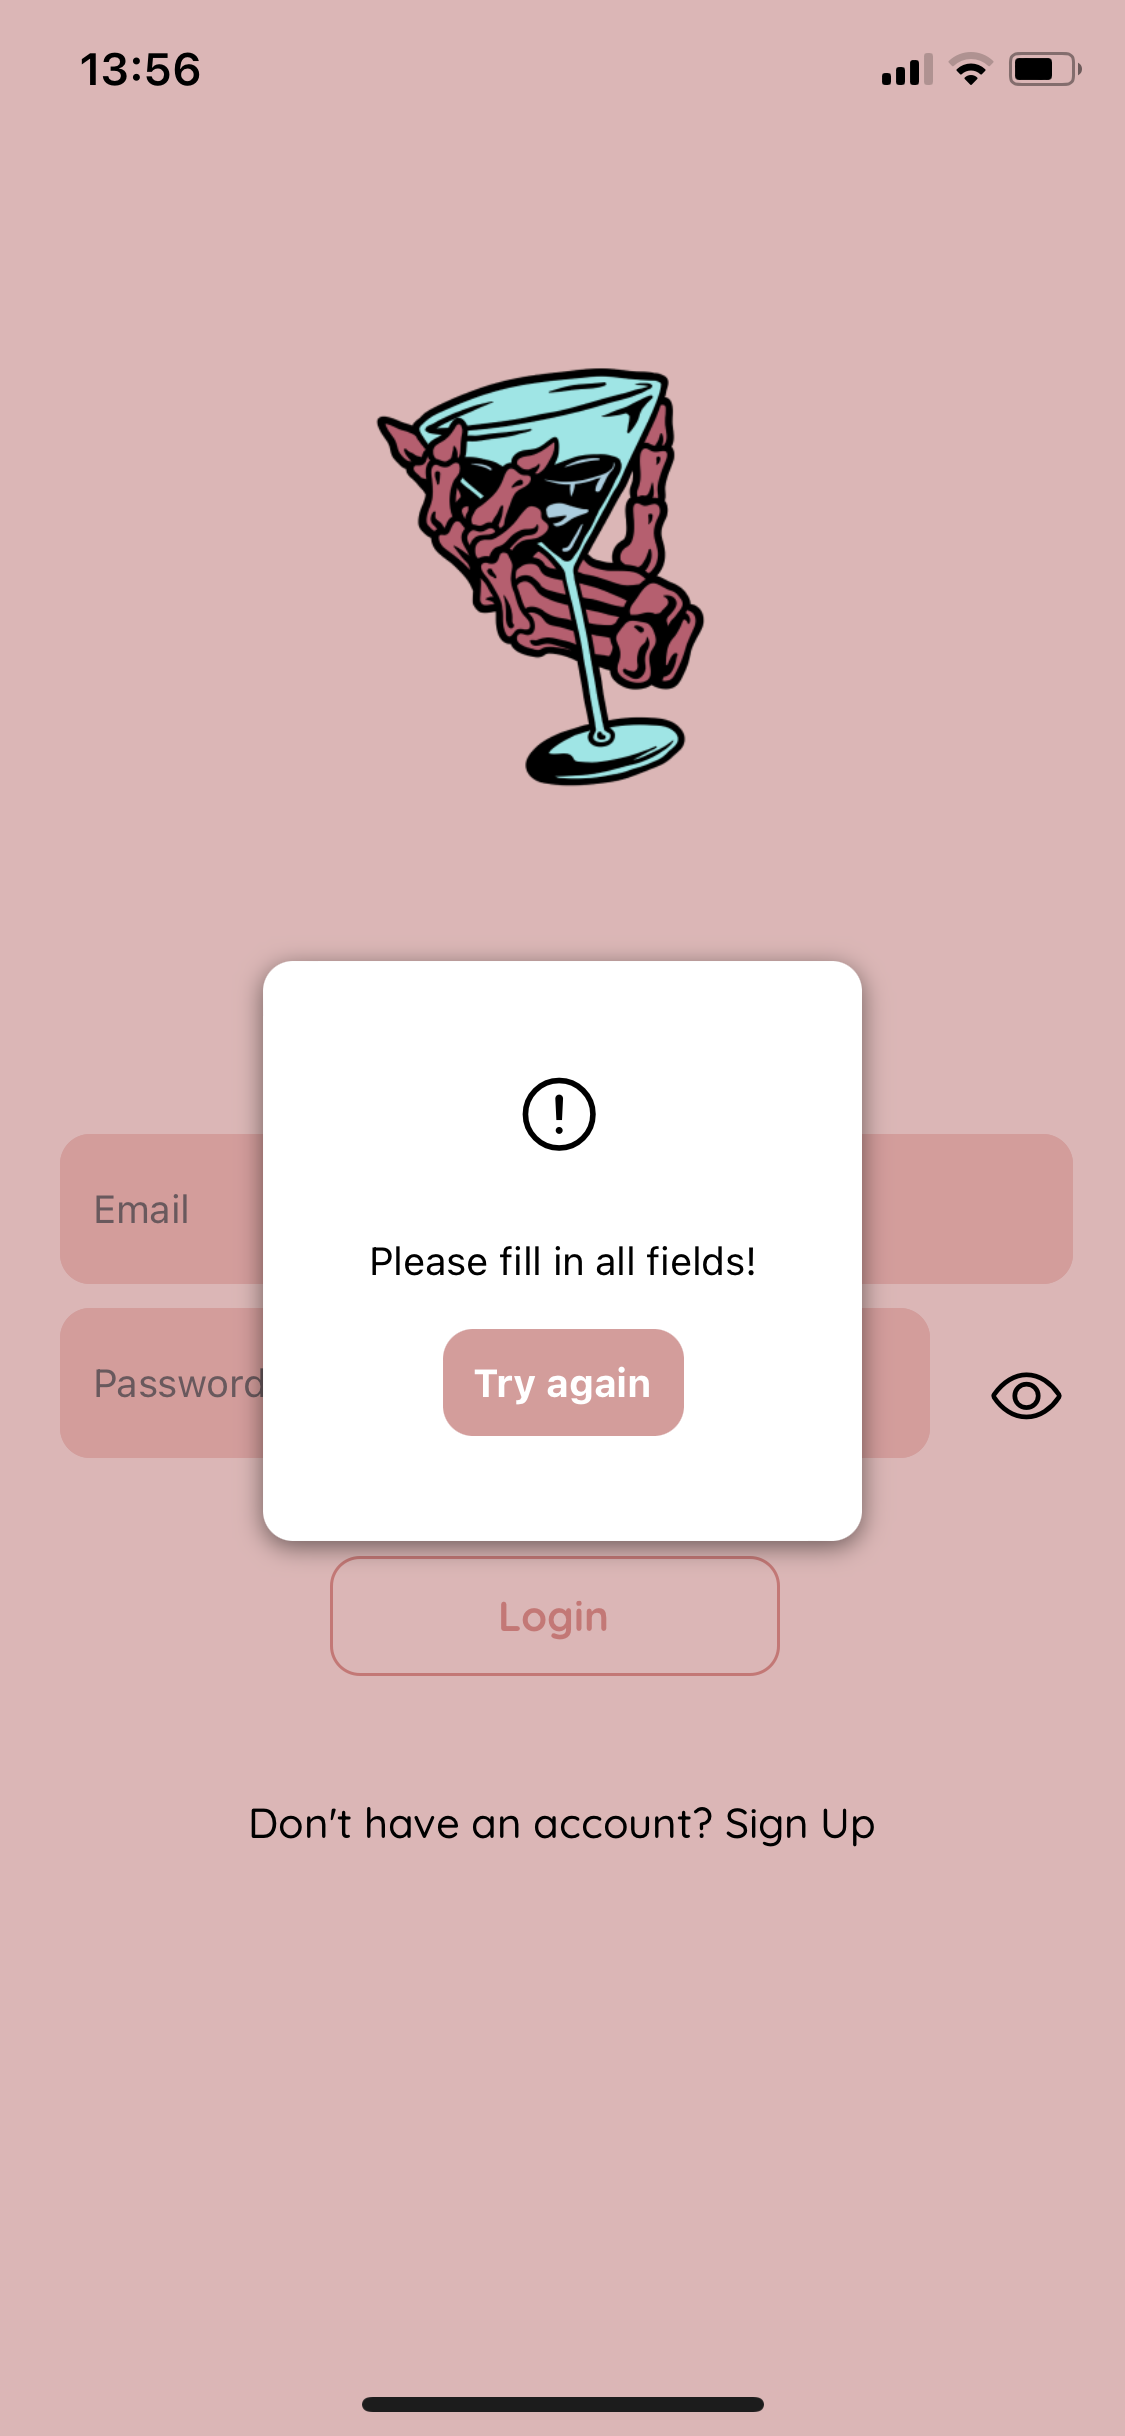 13:56
Email
Please fill in all fields!
Password
Try again
Login
Don't have an account? Sign Up